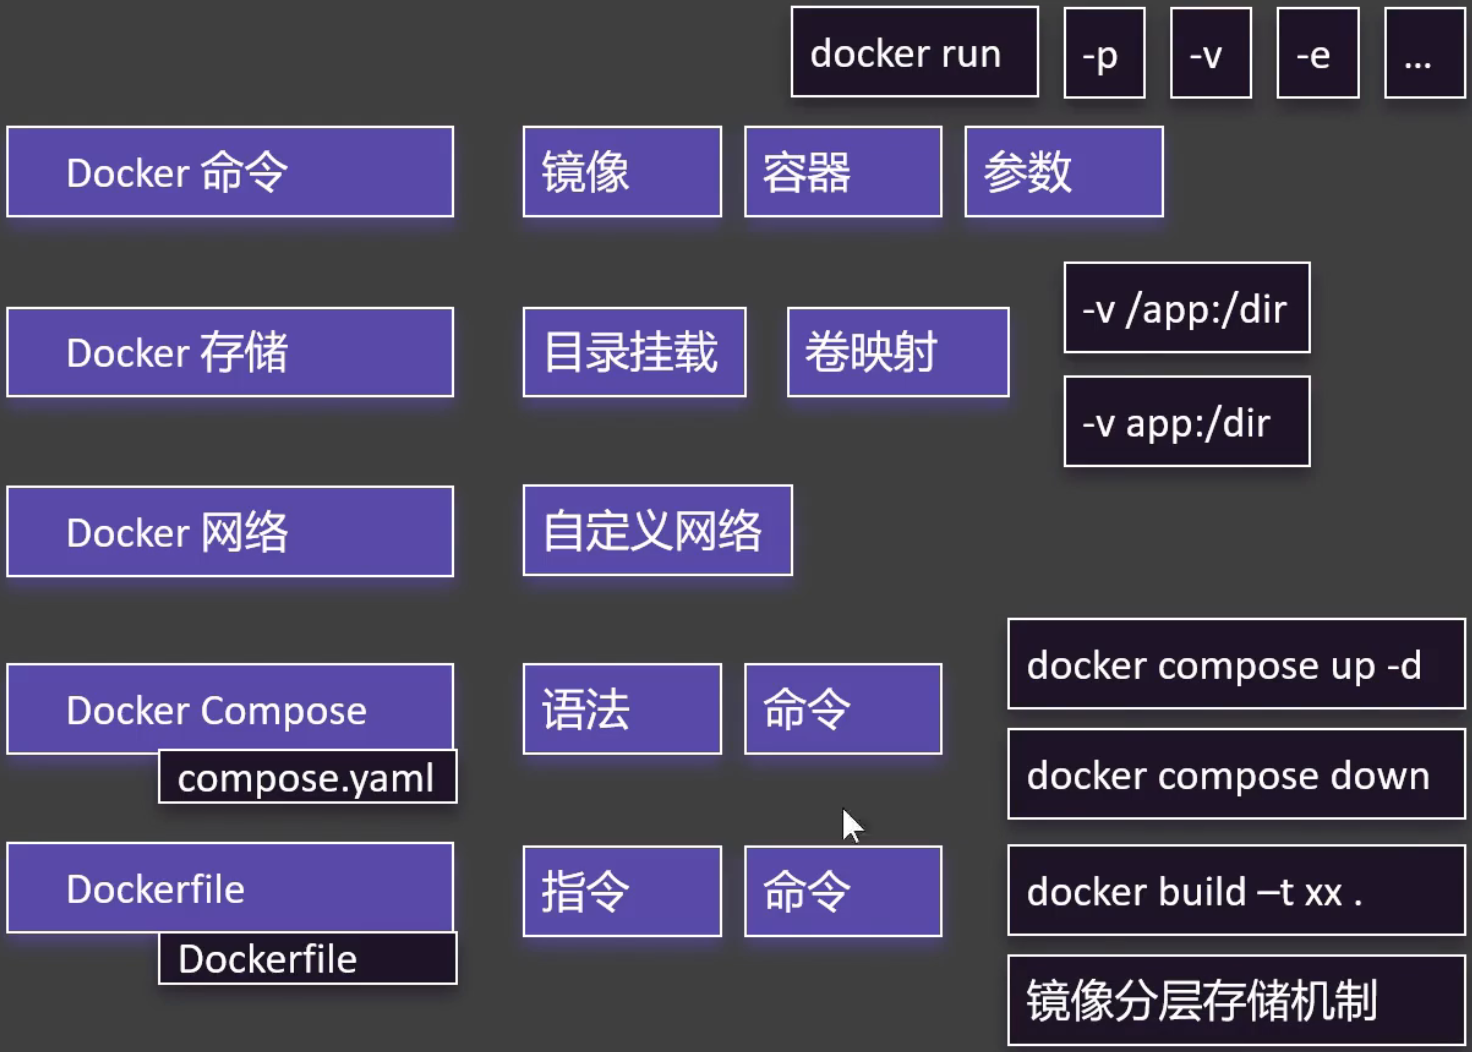 docker run
-p
-v
-e
...
Docker 命令
镜像
容器
参数
Docker 存储
目录挂载
卷映射
-v /app:/dir
-v app:/dir
Docker 网络
自定义网络
Docker Compose
compose.yaml
语法
命令
docker compose up -d
docker compose down
Dockerfile
Dockerfile
指令
命令
docker build –t xx .
镜像分层存储机制